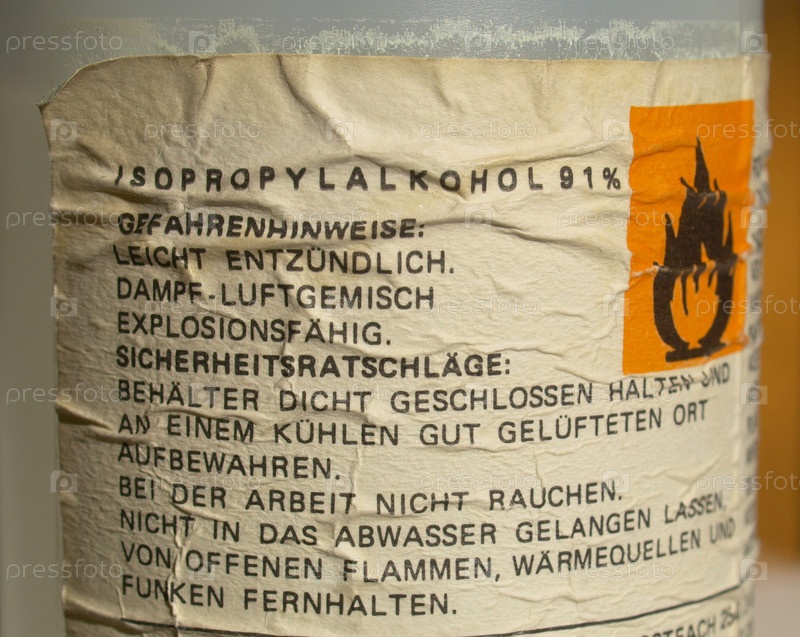 ISOPROPYLALKOHOL 91%
GEFAHRENHINWEISE:
LEICHT ENTZÜNDLICH.
DAMPF-LUFTGEMISCH
EXPLOSIONSFÄHIG.
SICHERHEITSRATSCHLÄGE:
BEHÄLTER DICHT GESCHLOSSEN HALTEN UND
AN EINEM KÜHLEN GUT GELÜFTETEN ORT
AUFBEWAHREN.
BEI DER ARBEIT NICHT RAUCHEN.
NICHT IN DAS ABWASSER GELANGEN LASSEN,
VON OFFENEN FLAMMEN, WÄRMEQUELLEN UND
FUNKEN FERNHALTEN.
pressfoto